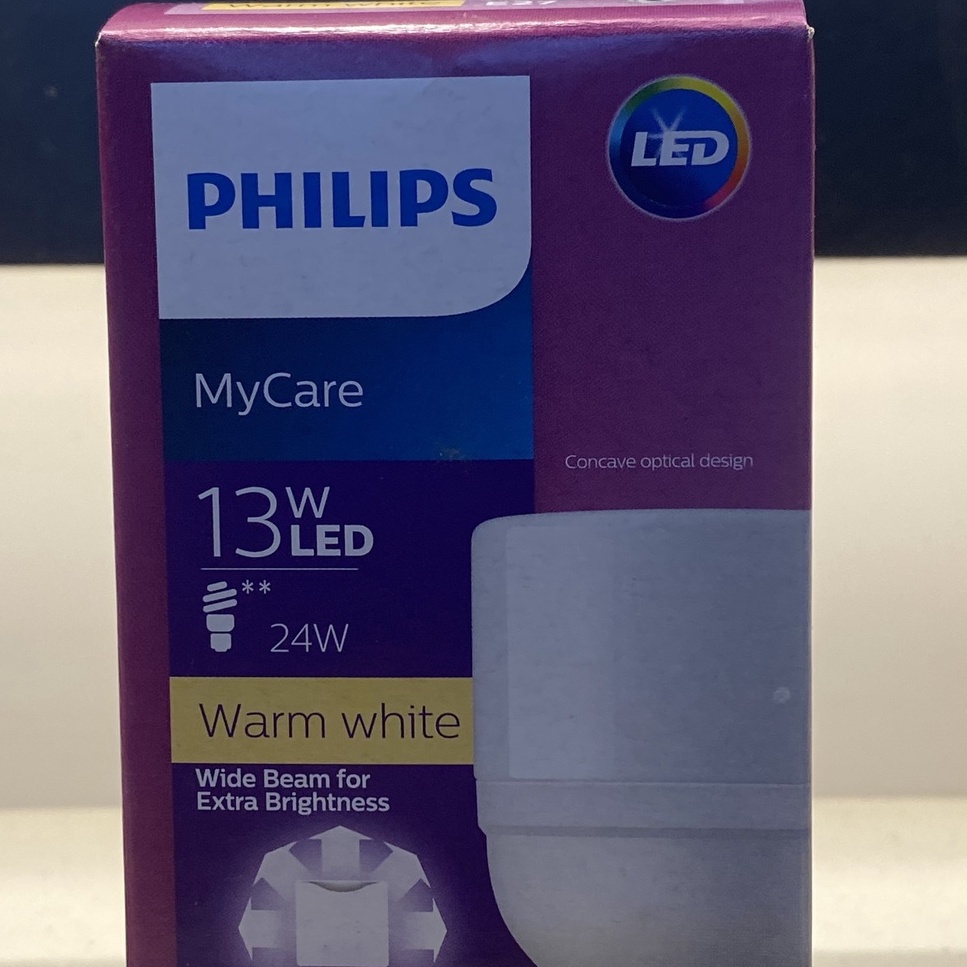 PHILIPS
LED
MyCare
Concave optical design
13W
LED
**
24W
Warm white
Wide Beam for
Extra Brightness